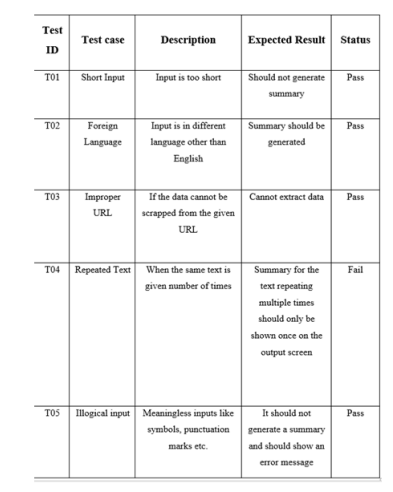 Test ID Test case Description Expected Result Status
T01 Short Input Input is too short Should not generate summary Pass
T02 Foreign Language Input is in different language other than English Summary should be generated Pass
T03 Improper URL If the data cannot be scrapped from the given URL Cannot extract data Pass
T04 Repeated Text When the same text is given number of times Summary for the text repeating multiple times should only be shown once on the output screen Fail
T05 Illogical input Meaningless inputs like symbols, punctuation marks etc. It should not generate a summary and should show an error message Pass